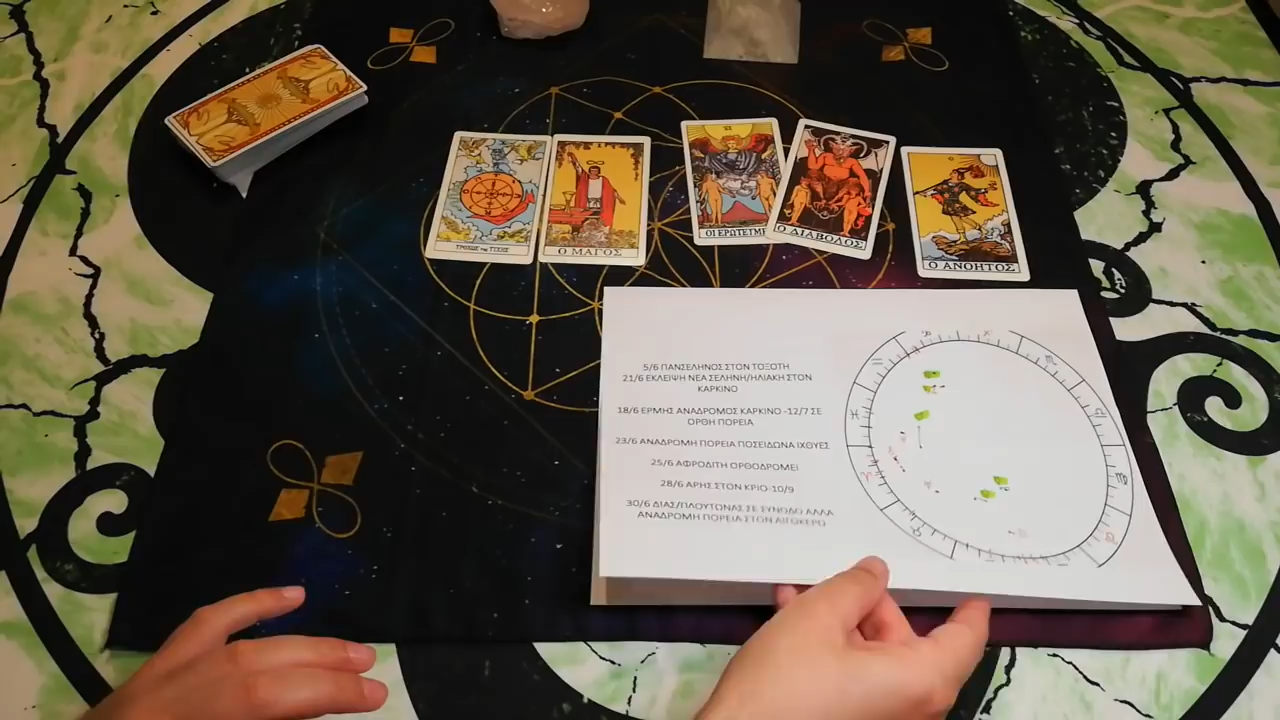 ΤΡΟΧΟΣ της ΤΥΧΗΣ
Ο ΜΑΓΟΣ
VI
ΟΙ ΕΡΩΤΕΥΜΕ
Ο ΔΙΑΒΟΛΟΣ
Ο ΑΝΟΗΤΟΣ
5/6 ΠΑΝΣΕΛΗΝΟΣ ΣΤΟΝ ΤΟΞΟΤΗ
21/6 ΕΚΛΕΙΨΗ ΝΕΑ ΣΕΛΗΝΗ/ΗΛΙΑΚΗ ΣΤΟΝ
ΚΑΡΚΙΝΟ
18/6 ΕΡΜΗΣ ΑΝΑΔΡΟΜΟΣ ΚΑΡΚΙΝΟ -12/7 ΣΕ
ΟΡΘΗ ΠΟΡΕΙΑ
23/6 ΑΝΑΔΡΟΜΗ ΠΟΡΕΙΑ ΠΟΣΕΙΔΩΝΑ ΙΧΘΥΕΣ
25/6 ΑΦΡΟΔΙΤΗ ΟΡΘΟΔΡΟΜΕΙ
28/6 ΑΡΗΣ ΣΤΟΝ ΚΡΙΟ-10/9
30/6 ΔΙΑΣ/ΠΛΟΥΤΩΝΑΣ ΣΕ ΣΥΝΟΔΟ ΑΛΛΑ
ΑΝΑΔΡΟΜΗ ΠΟΡΕΙΑ ΣΤΟΝ ΑΙΓΟΚΕΡΩ